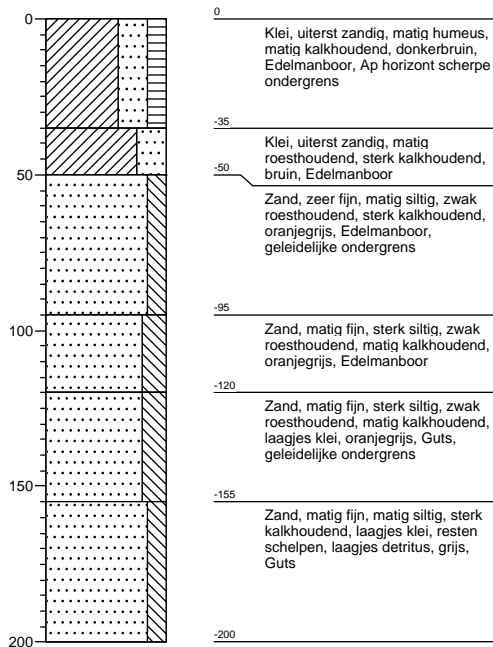 0
50
100
150
200
0
Klei, uiterst zandig, matig humeus,
matig kalkhoudend, donkerbruin,
Edelmanboor, Ap horizont scherpe
ondergrens
-35
Klei, uiterst zandig, matig
roesthoudend, sterk kalkhoudend,
bruin, Edelmanboor
-50
Zand, zeer fijn, matig siltig, zwak
roesthoudend, sterk kalkhoudend,
oranjegrijs, Edelmanboor,
geleidelijke ondergrens
-95
Zand, matig fijn, sterk siltig, zwak
roesthoudend, matig kalkhoudend,
oranjegrijs, Edelmanboor
-120
Zand, matig fijn, sterk siltig, zwak
roesthoudend, matig kalkhoudend,
laagjes klei, oranjegrijs, Guts,
geleidelijke ondergrens
-155
Zand, matig fijn, matig siltig, sterk
kalkhoudend, laagjes klei, resten
schelpen, laagjes detritus, grijs,
Guts
-200